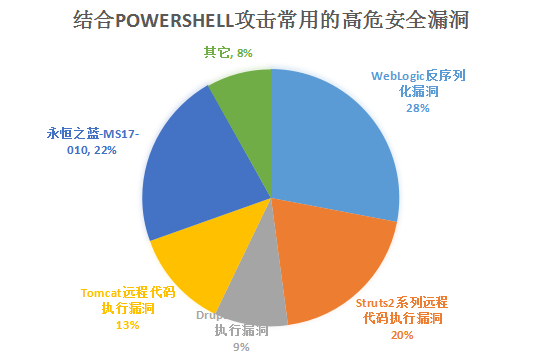 结合POWERSHELL攻击常用的高危安全漏洞
其它, 8%
WebLogic反序列
化漏洞
28%
永恒之蓝-MS17-
010, 22%
Tomcat远程代码
执行漏洞
13%
执行漏洞
9%
Struts2系列远程
代码执行漏洞
20%